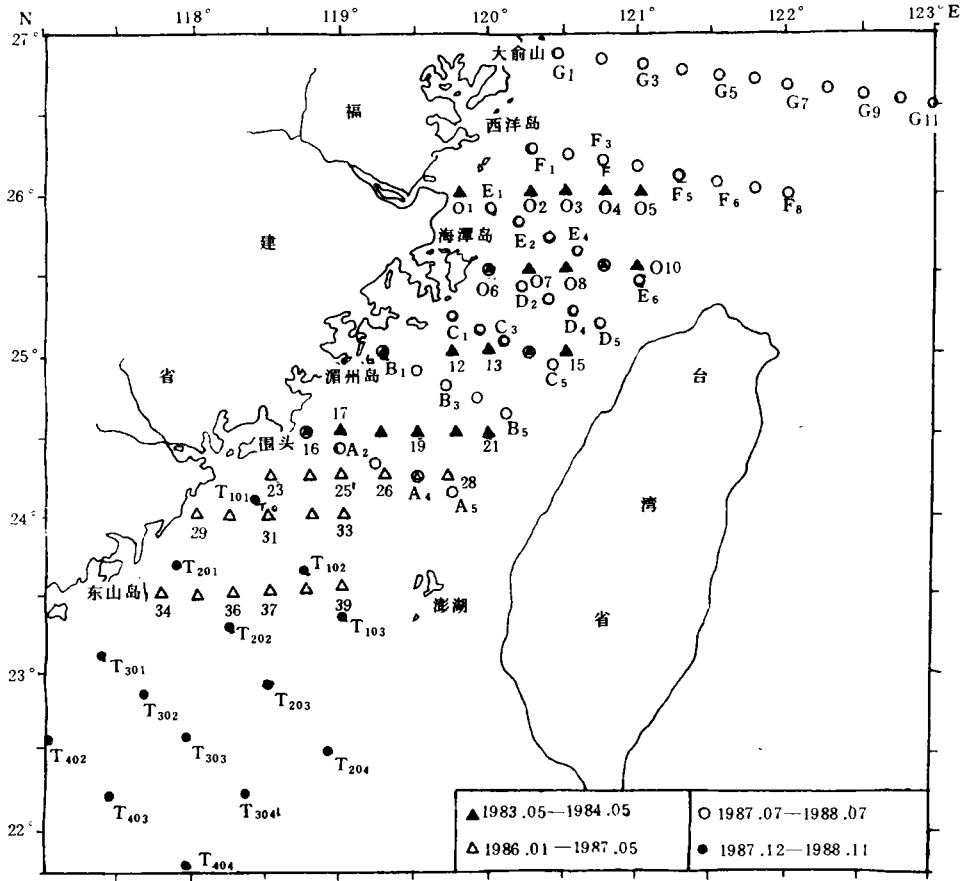 N 118° 119° 120° 121° 122° 123°E
27°
大俞山
G1 G3 G5 G7 G9 G11
福
西洋岛
F3
F1 F5 F6 F8
26°
E1
O1 O2 O3 O4 O5
海潭岛
E2 E4
建
O6 O7 O8 O10
D2 E6
C1 C3 D4 D5
25°
B1 12 13 C5 15
湄州岛
省
台
B3 B5
17
围头 16 A2 19 21
23 25 26 A4 28
T101 A5
湾
24°
29 31 33
T201 T102
东山岛
34 36 37 39
澎湖
省
T202 T103
T301
23°
T302 T203
T402 T303 T204
T403 T304
22°
▲1983.05—1984.05 ○1987.07—1988.07
△1986.01—1987.05 ●1987.12—1988.11
T404